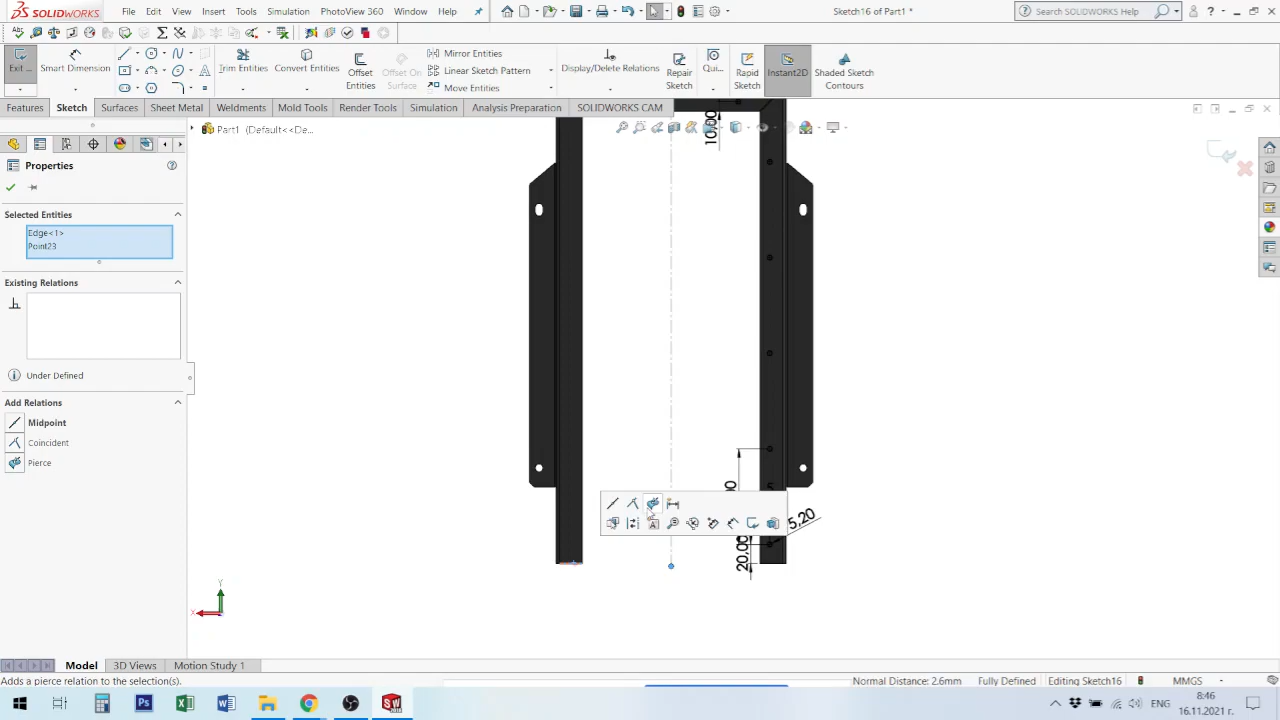 SOLIDWORKS File Edit View Insert Tools Simulation PhotoView 360 Window Help Sketch16 of Part1 * Search SOLIDWORKS Help
Exit ... Smart Dimension Trim Entities Convert Entities Offset Entities Offset On Surface Mirror Entities Linear Sketch Pattern Move Entities Display/Delete Relations Repair Sketch Qui... Rapid Sketch Instant2D Shaded Sketch Contours
Features Sketch Surfaces Sheet Metal Weldments Mold Tools Render Tools Simulation Analysis Preparation SOLIDWORKS CAM
Part1 (Default<<De...
10,00
Properties
Selected Entities
Edge<1>
Point23
Existing Relations
Under Defined
Add Relations
Midpoint
Coincident
Pierce
5,20
20,00
Y
X
Model 3D Views Motion Study 1
Adds a pierce relation to the selection(s). Normal Distance: 2.6mm Fully Defined Editing Sketch16 MMGS
ENG 8:46
16.11.2021 г.